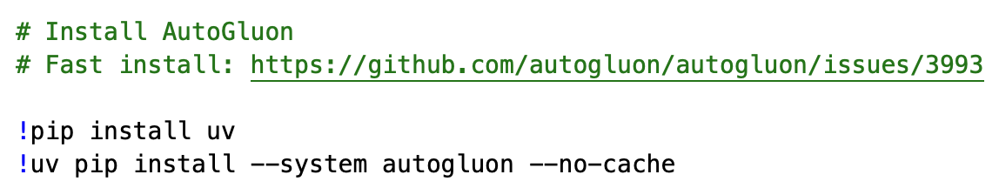 # Install AutoGluon
# Fast install: https://github.com/autogluon/autogluon/issues/3993
!pip install uv
!uv pip install --system autogluon --no-cache